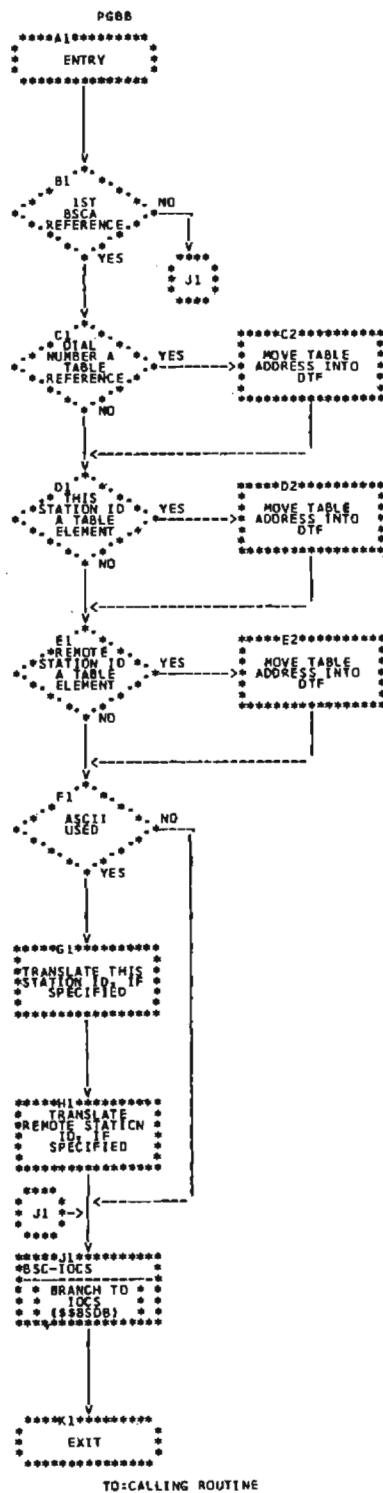 PGBB
A1
ENTRY
B1
1ST
BSCA
REFERENCE
NO
YES
J1
C1
DIAL
NUMBER A
TABLE
REFERENCE
YES
NO
C2
MOVE TABLE
ADDRESS INTO
DTF
D1
THIS
STATION ID
A TABLE
ELEMENT
YES
NO
D2
MOVE TABLE
ADDRESS INTO
DTF
E1
REMOTE
STATION ID
A TABLE
ELEMENT
YES
NO
E2
MOVE TABLE
ADDRESS INTO
DTF
F1
ASCII
USED
NO
YES
G1
TRANSLATE THIS
STATION ID, IF
SPECIFIED
H1
TRANSLATE
REMOTE STATION
ID, IF
SPECIFIED
J1
J1
BSC-IOCS
BRANCH TO
IOCS
($$BSDB)
K1
EXIT
TO:CALLING ROUTINE